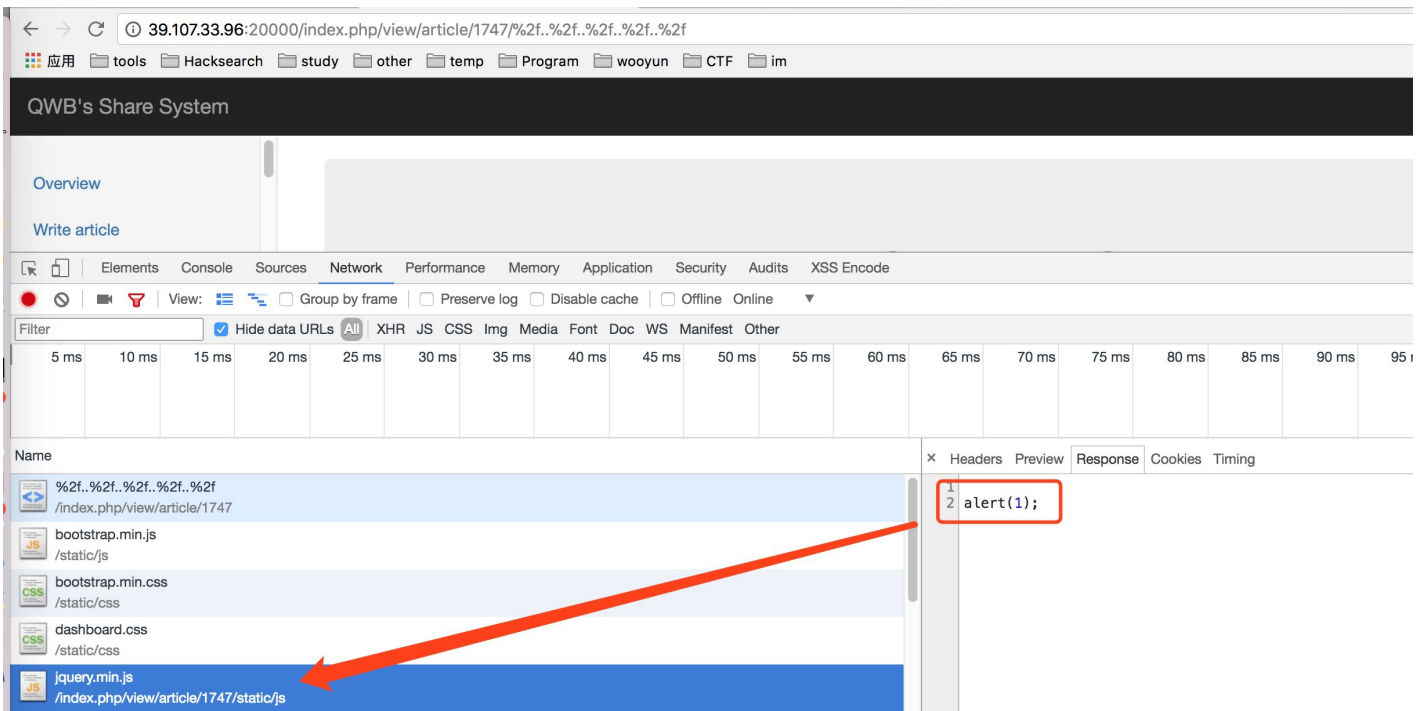 39.107.33.96:20000/index.php/view/article/1747/%2f..%2f..%2f..%2f..%2f
应用 tools Hacksearch study other temp Program wooyun CTF im
QWB's Share System
Overview
Write article
Elements Console Sources Network Performance Memory Application Security Audits XSS Encode
View: Group by frame Preserve log Disable cache Offline Online
Filter Hide data URLs All XHR JS CSS Img Media Font Doc WS Manifest Other
5 ms 10 ms 15 ms 20 ms 25 ms 30 ms 35 ms 40 ms 45 ms 50 ms 55 ms 60 ms 65 ms 70 ms 75 ms 80 ms 85 ms 90 ms 95
Name
× Headers Preview Response Cookies Timing
%2f..%2f..%2f..%2f..%2f
/index.php/view/article/1747
1
2 alert(1);
bootstrap.min.js
/static/js
bootstrap.min.css
/static/css
dashboard.css
/static/css
jquery.min.js
/index.php/view/article/1747/static/js